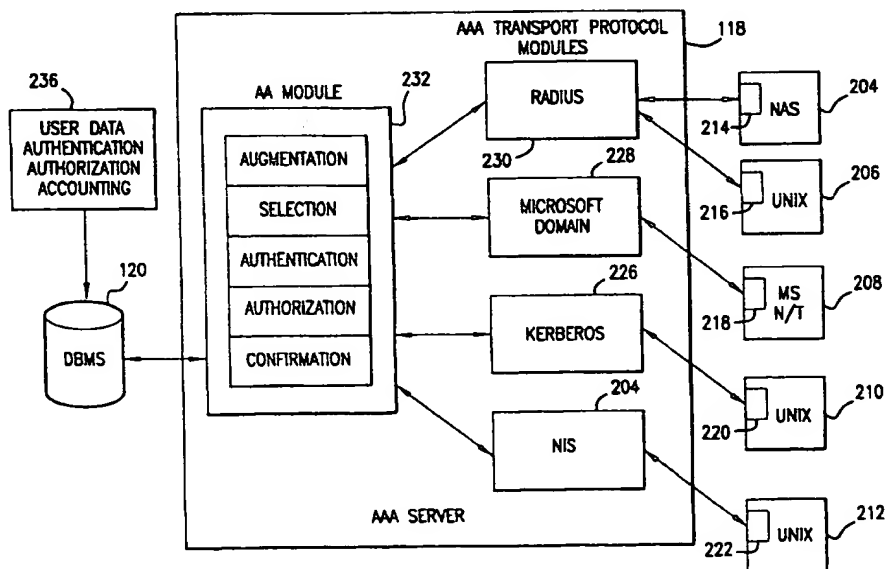 AAA TRANSPORT PROTOCOL
MODULES
118
236
USER DATA
AUTHENTICATION
AUTHORIZATION
ACCOUNTING
AA MODULE
232
AUGMENTATION
SELECTION
AUTHENTICATION
AUTHORIZATION
CONFIRMATION
120
DBMS
RADIUS
230
228
MICROSOFT
DOMAIN
226
KERBEROS
204
NIS
AAA SERVER
204
214
NAS
206
216
UNIX
208
MS
N/T
218
210
220
UNIX
212
222
UNIX